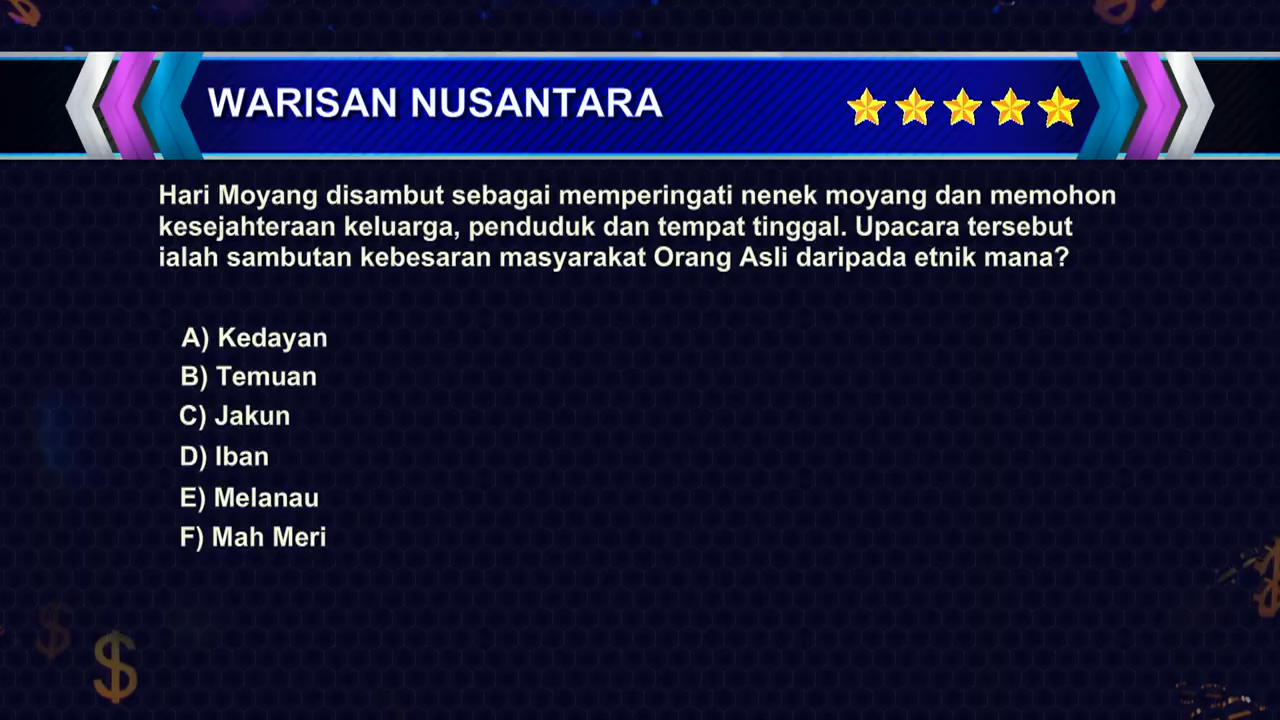 WARISAN NUSANTARA
Hari Moyang disambut sebagai memperingati nenek moyang dan memohon
kesejahteraan keluarga, penduduk dan tempat tinggal. Upacara tersebut
ialah sambutan kebesaran masyarakat Orang Asli daripada etnik mana?
A) Kedayan
B) Temuan
C) Jakun
D) Iban
E) Melanau
F) Mah Meri